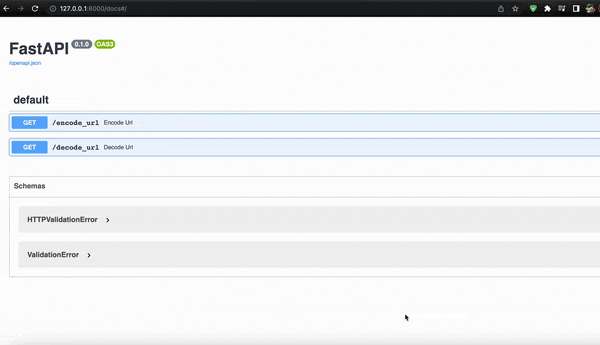 127.0.0.1:8000/docs#/
FastAPI 0.1.0 OAS3
/openapi.json
default
GET /encode_url Encode Url
GET /decode_url Decode Url
Schemas
HTTPValidationError
ValidationError